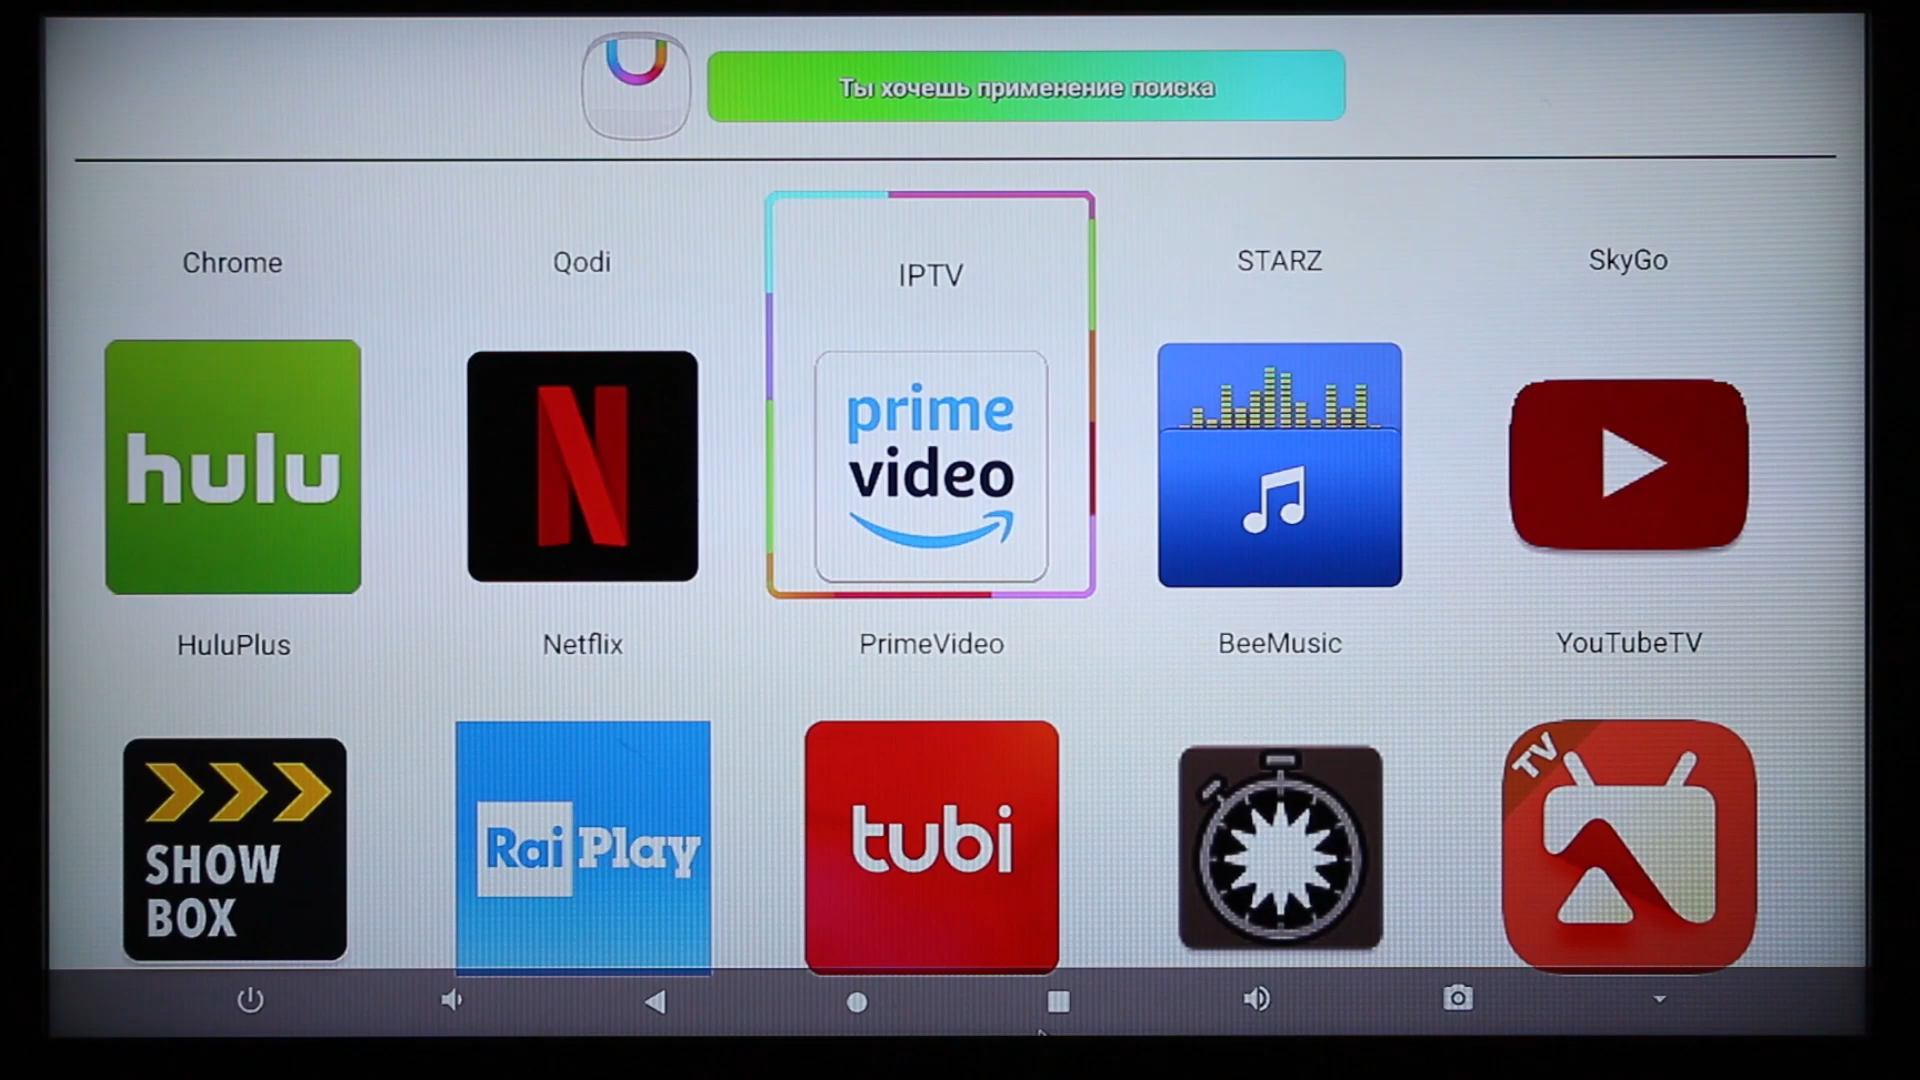 Ты хочешь применение поиска
Chrome
Qodi
IPTV
STARZ
SkyGo
hulu
N
prime
video
HuluPlus
Netflix
PrimeVideo
BeeMusic
YouTubeTV
SHOW
BOX
Rai Play
tubi
TV